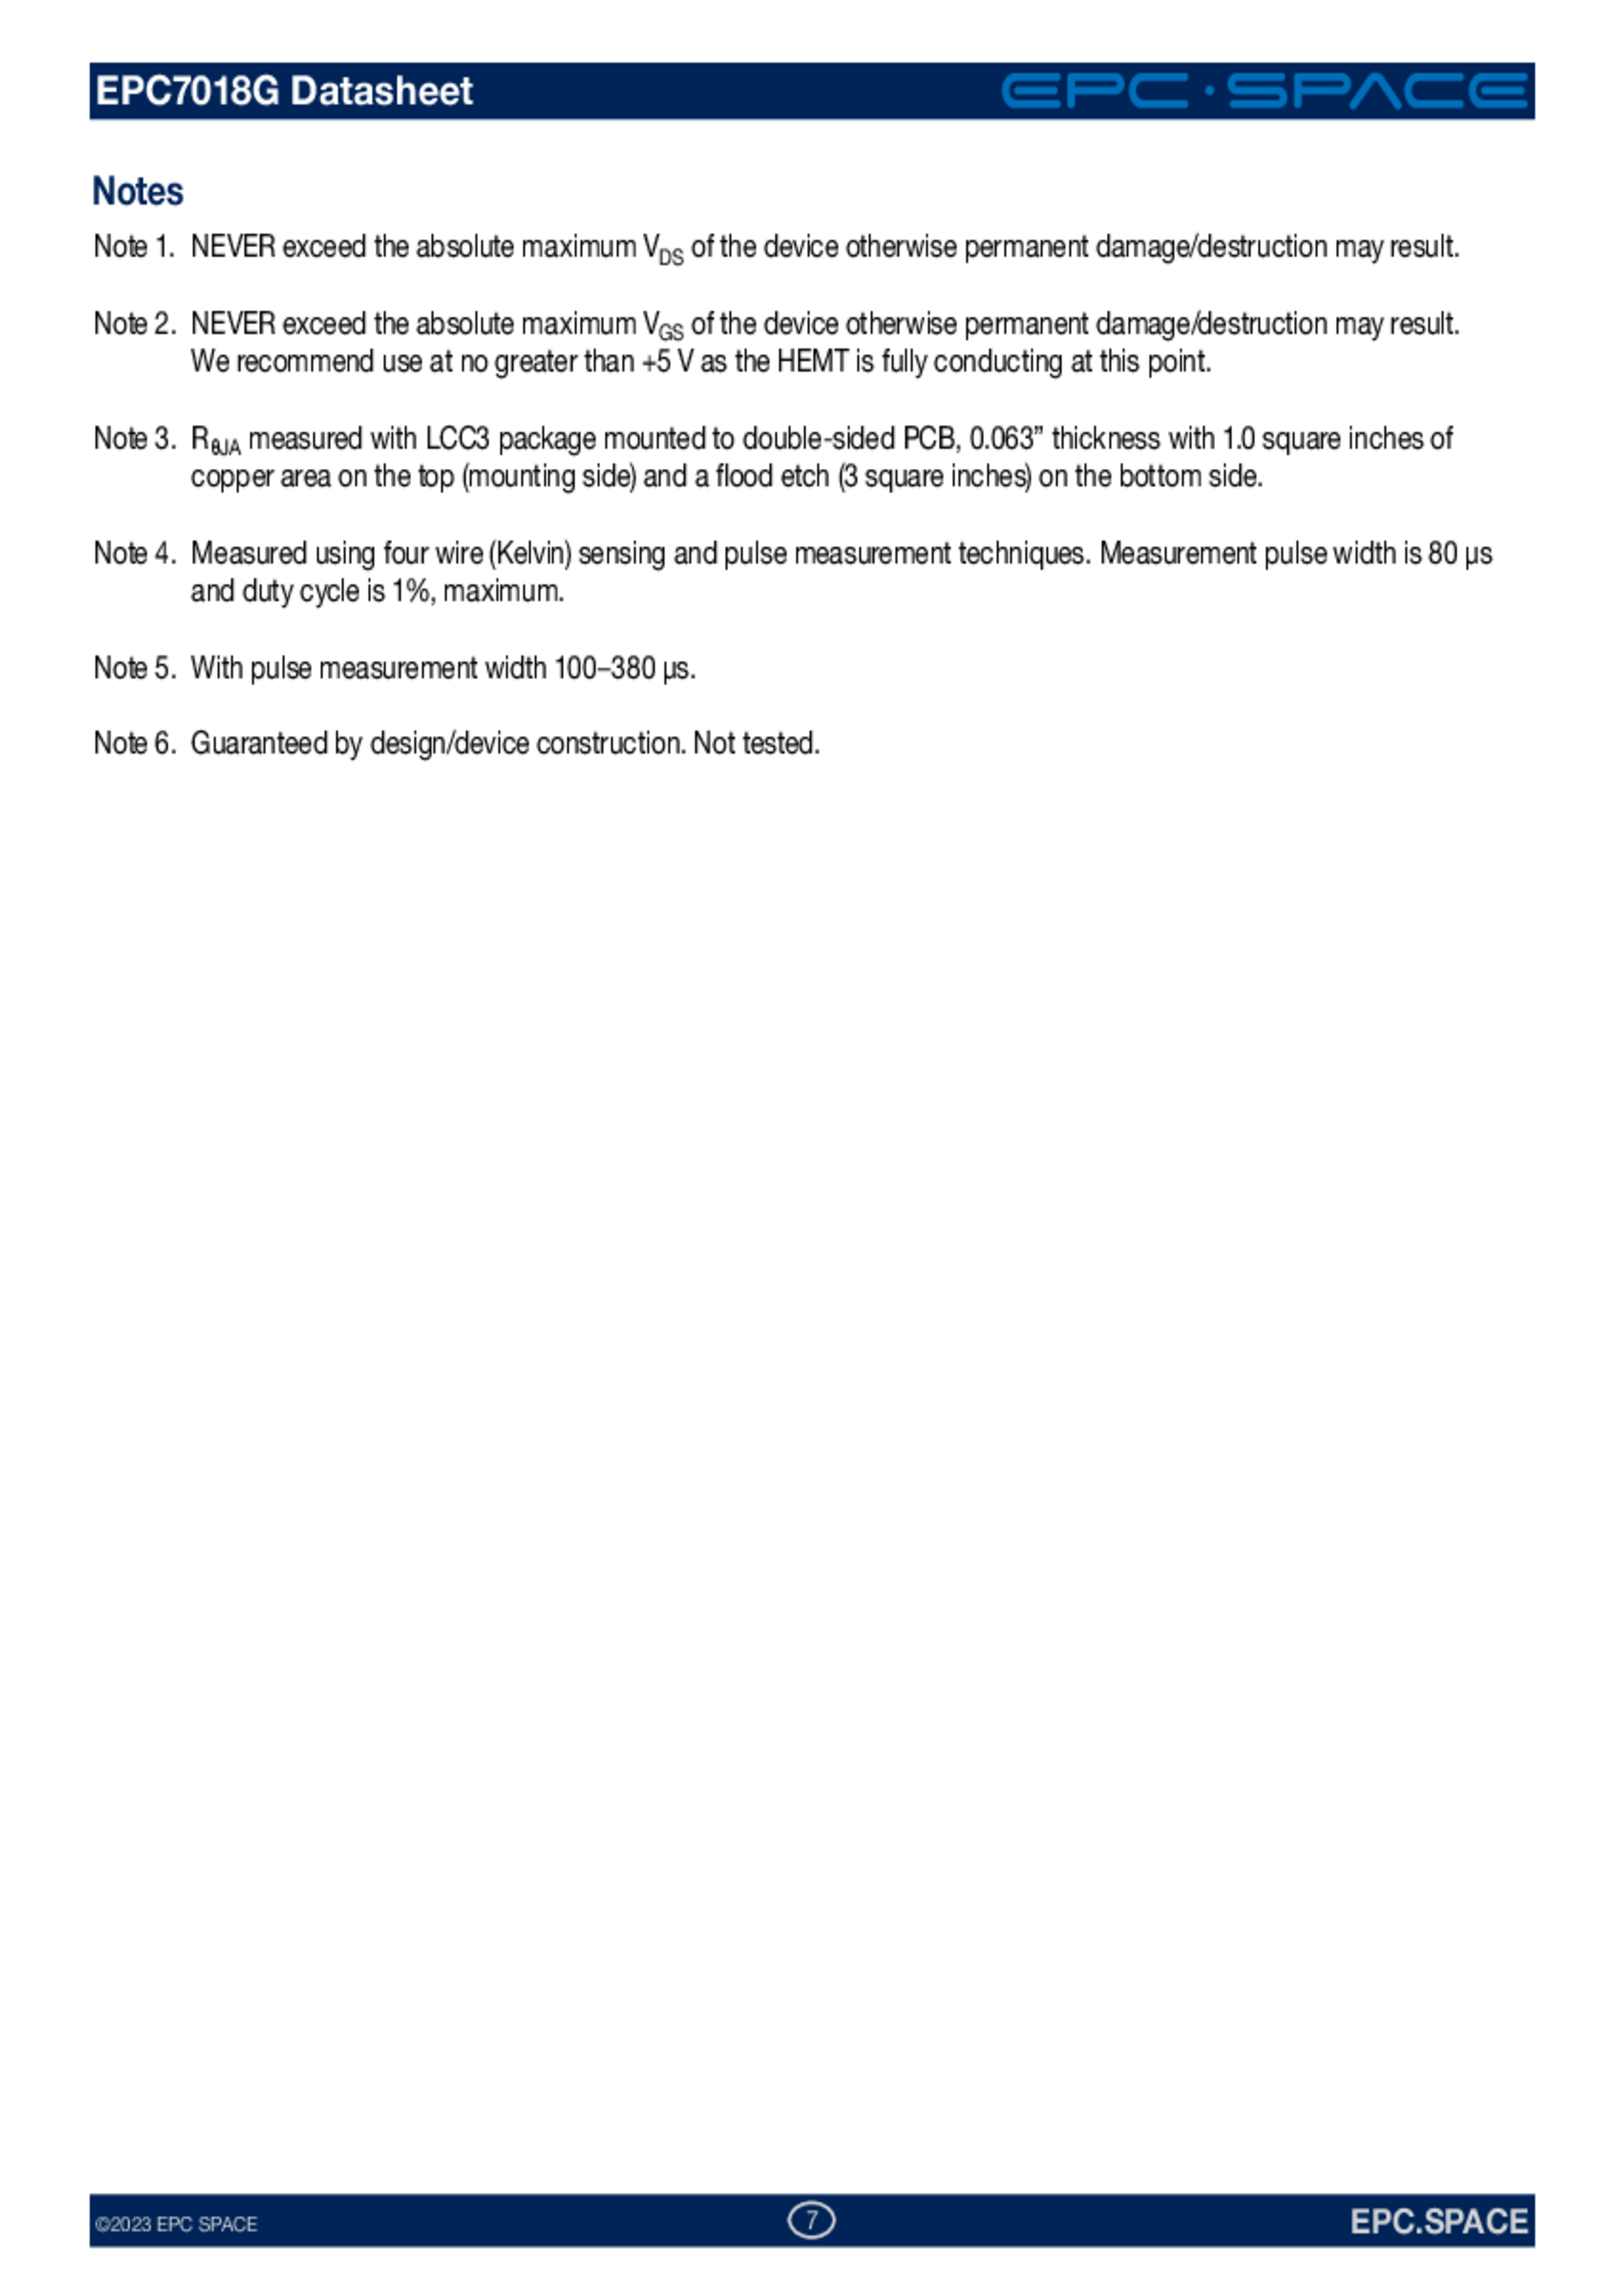 EPC7018G Datasheet
EPC·SPACE
Notes
Note 1. NEVER exceed the absolute maximum VDS of the device otherwise permanent damage/destruction may result.
Note 2. NEVER exceed the absolute maximum VGS of the device otherwise permanent damage/destruction may result.
We recommend use at no greater than +5 V as the HEMT is fully conducting at this point.
Note 3. RθJA measured with LCC3 package mounted to double-sided PCB, 0.063” thickness with 1.0 square inches of
copper area on the top (mounting side) and a flood etch (3 square inches) on the bottom side.
Note 4. Measured using four wire (Kelvin) sensing and pulse measurement techniques. Measurement pulse width is 80 µs
and duty cycle is 1%, maximum.
Note 5. With pulse measurement width 100–380 µs.
Note 6. Guaranteed by design/device construction. Not tested.
©2023 EPC SPACE
7
EPC.SPACE